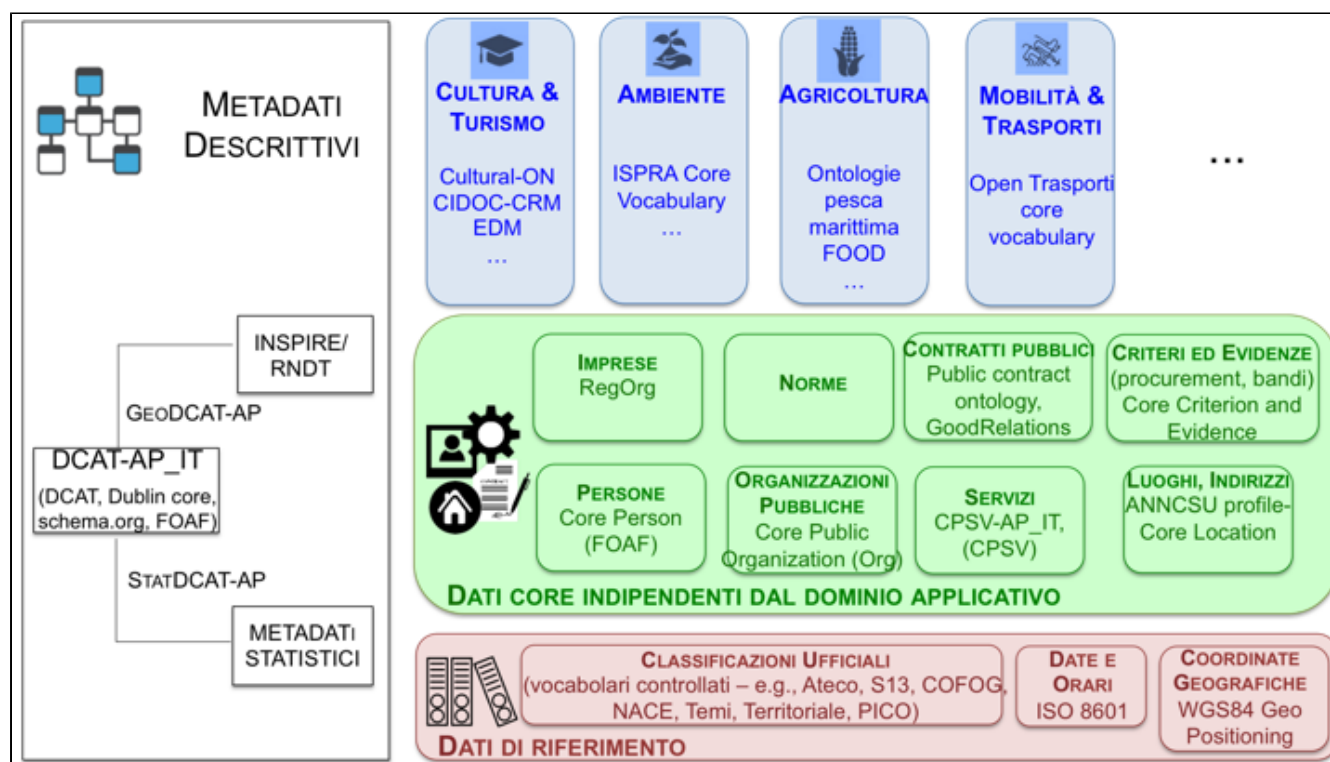 METADATI
DESCRITTIVI
INSPIRE/
RNDT
GEODCAT-AP
DCAT-AP_IT
(DCAT, Dublin core,
schema.org, FOAF)
STATDCAT-AP
METADATI
STATISTICI
CULTURA &
TURISMO
Cultural-ON
CIDOC-CRM
EDM
...
AMBIENTE
ISPRA Core
Vocabulary
...
AGRICOLTURA
Ontologie
pesca
marittima
FOOD
...
MOBILITÀ &
TRASPORTI
Open Trasporti
core
vocabulary
...
IMPRESE
RegOrg
NORME
CONTRATTI PUBBLICI
Public contract
ontology,
GoodRelations
CRITERI ED EVIDENZE
(procurement, bandi)
Core Criterion and
Evidence
PERSONE
Core Person
(FOAF)
ORGANIZZAZIONI
PUBBLICHE
Core Public
Organization (Org)
SERVIZI
CPSV-AP_IT,
(CPSV)
LUOGHI, INDIRIZZI
ANNCSU profile-
Core Location
DATI CORE INDIPENDENTI DAL DOMINIO APPLICATIVO
CLASSIFICAZIONI UFFICIALI
(vocabolari controllati – e.g., Ateco, S13, COFOG,
NACE, Temi, Territoriale, PICO)
DATE E
ORARI
ISO 8601
COORDINATE
GEOGRAFICHE
WGS84 Geo
Positioning
DATI DI RIFERIMENTO